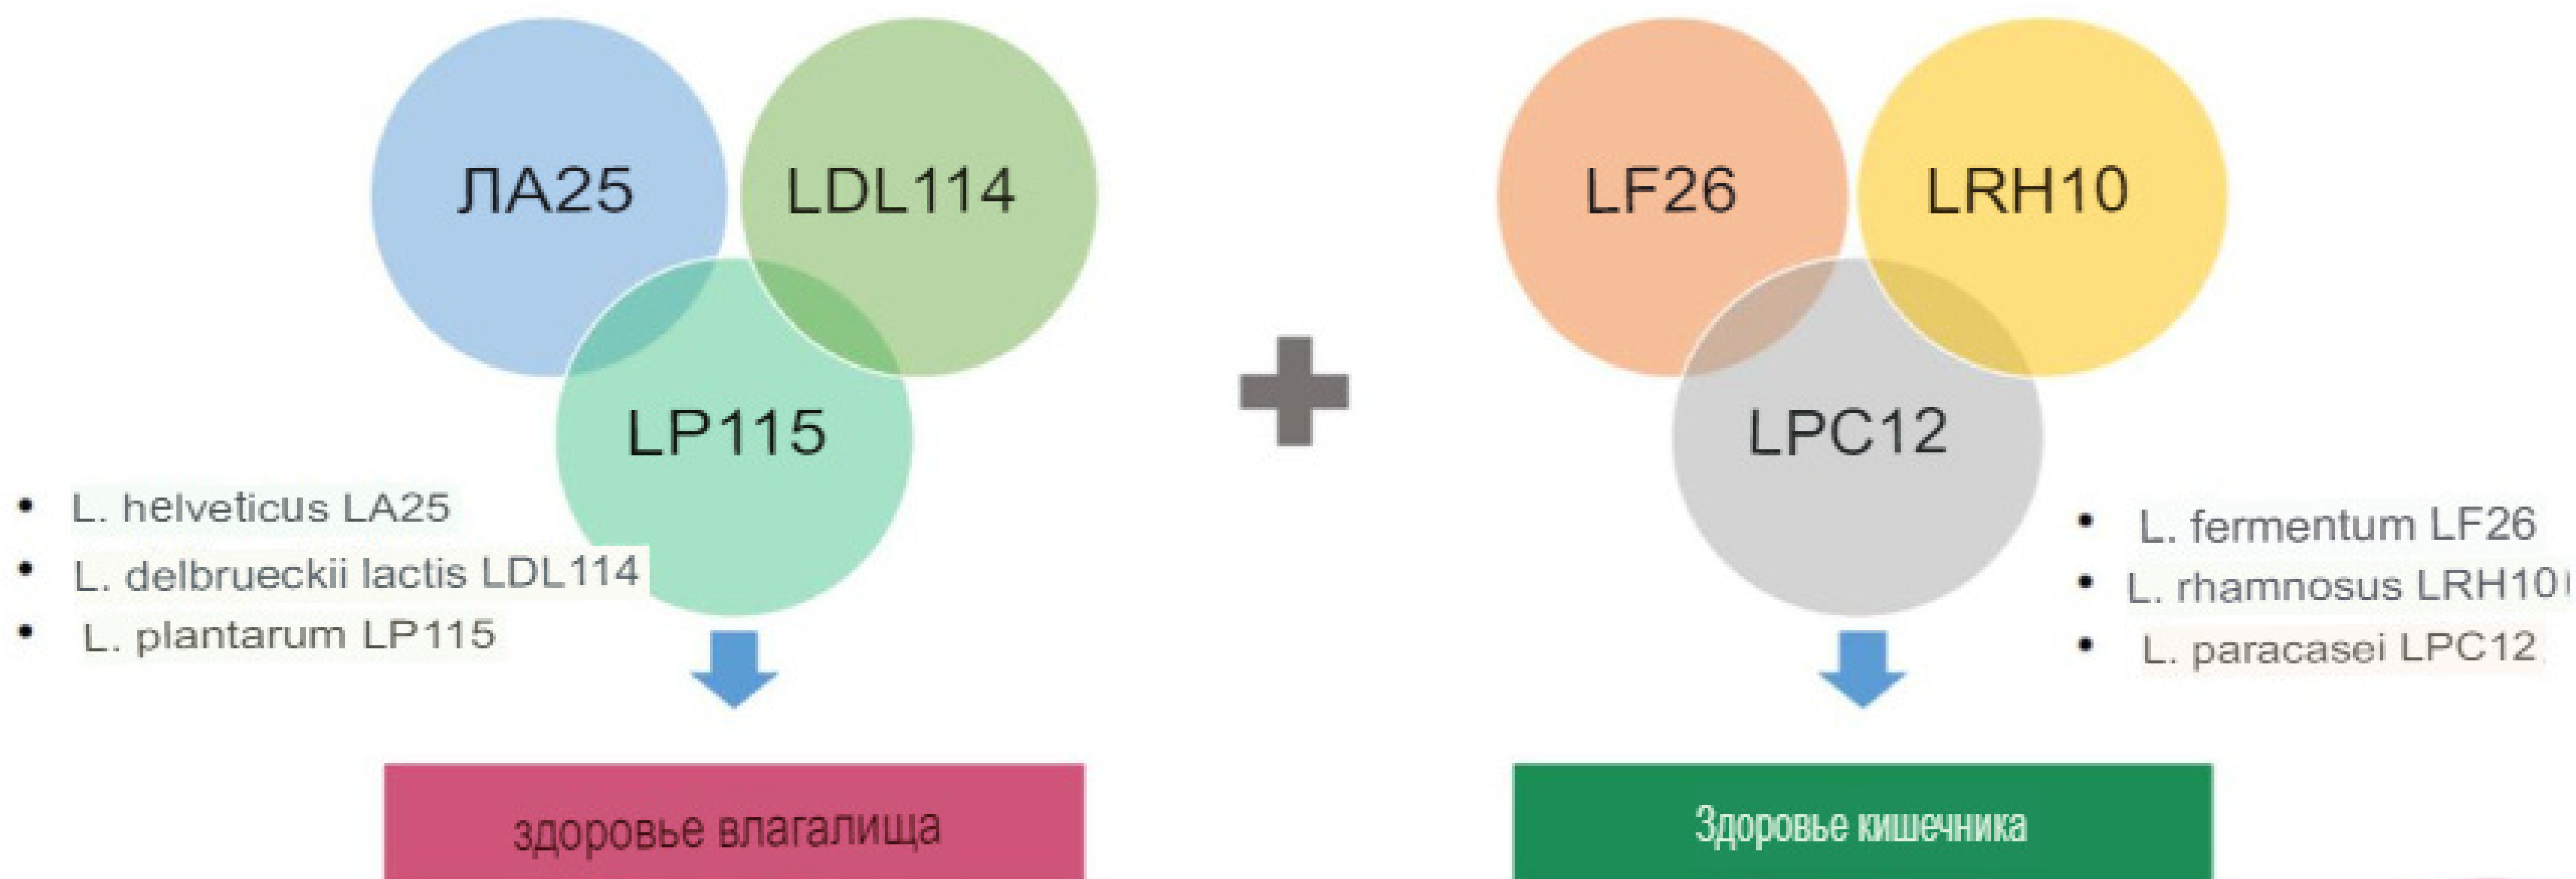 ЛА25
LDL114
LP115
• L. helveticus LA25
• L. delbrueckii lactis LDL114
• L. plantarum LP115
здоровье влагалища
LF26
LRH10
LPC12
• L. fermentum LF26
• L. rhamnosus LRH10
• L. paracasei LPC12
Здоровье кишечника